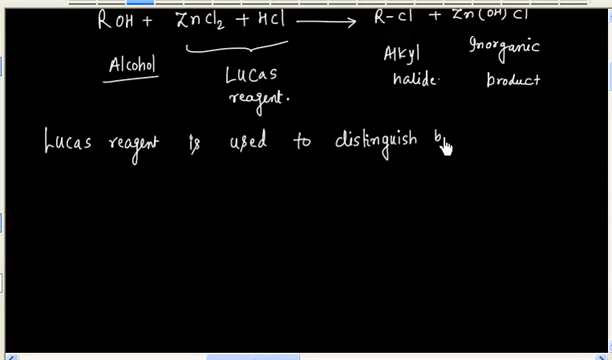 ROH + ZnCl2 + HCl ⟶ R-Cl + Zn(OH)Cl
Alcohol Lucas reagent. Alkyl halide. Inorganic product
Lucas reagent is used to distinguish b